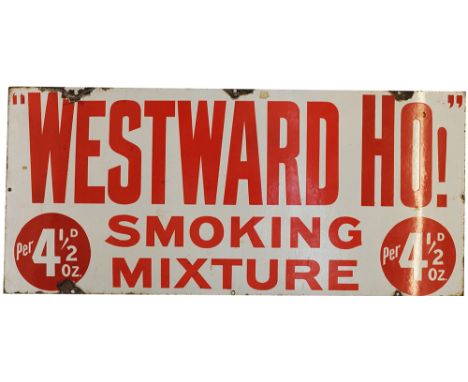 "WESTWARD HO!"
SMOKING
MIXTURE
Per 4½D OZ.
Per 4½D OZ.